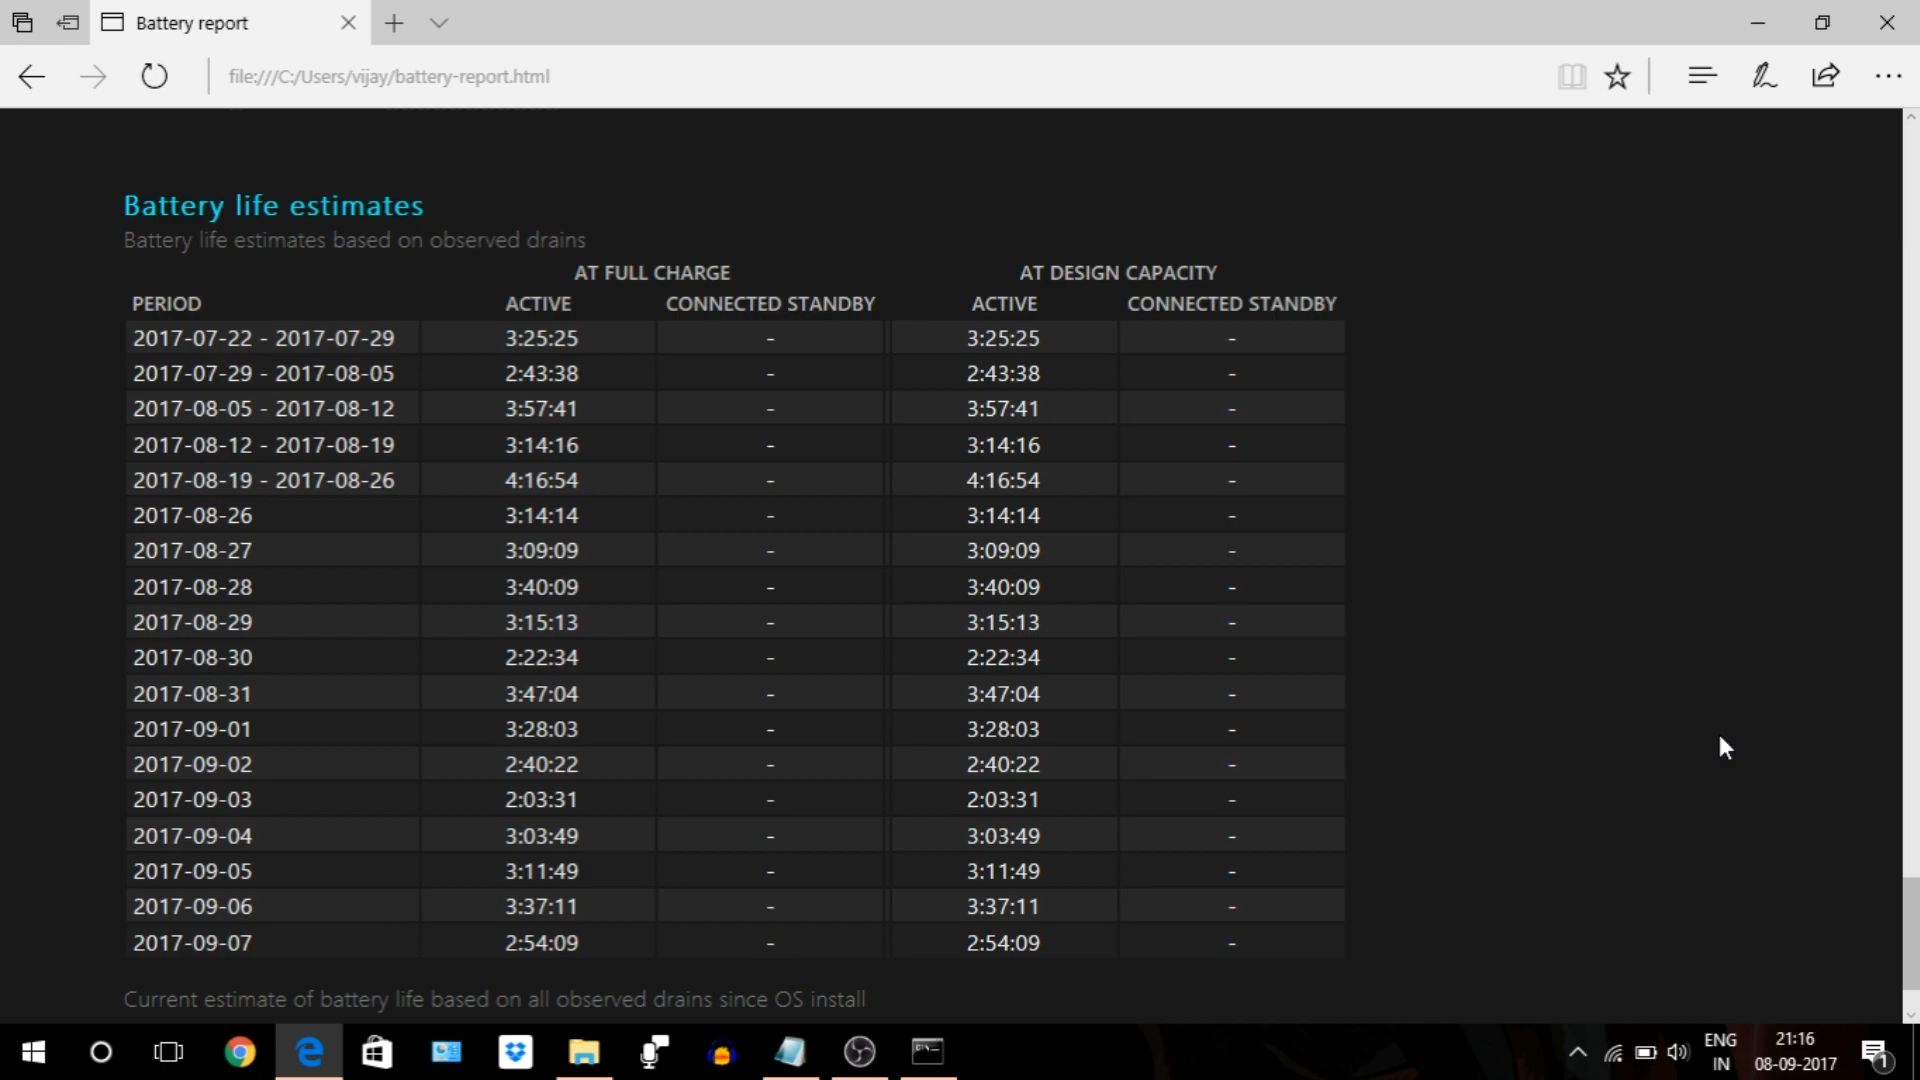 Battery report
file:///C:/Users/vijay/battery-report.html
Battery life estimates
Battery life estimates based on observed drains
AT FULL CHARGE AT DESIGN CAPACITY
PERIOD ACTIVE CONNECTED STANDBY ACTIVE CONNECTED STANDBY
2017-07-22 - 2017-07-29 3:25:25 - 3:25:25 -
2017-07-29 - 2017-08-05 2:43:38 - 2:43:38 -
2017-08-05 - 2017-08-12 3:57:41 - 3:57:41 -
2017-08-12 - 2017-08-19 3:14:16 - 3:14:16 -
2017-08-19 - 2017-08-26 4:16:54 - 4:16:54 -
2017-08-26 3:14:14 - 3:14:14 -
2017-08-27 3:09:09 - 3:09:09 -
2017-08-28 3:40:09 - 3:40:09 -
2017-08-29 3:15:13 - 3:15:13 -
2017-08-30 2:22:34 - 2:22:34 -
2017-08-31 3:47:04 - 3:47:04 -
2017-09-01 3:28:03 - 3:28:03 -
2017-09-02 2:40:22 - 2:40:22 -
2017-09-03 2:03:31 - 2:03:31 -
2017-09-04 3:03:49 - 3:03:49 -
2017-09-05 3:11:49 - 3:11:49 -
2017-09-06 3:37:11 - 3:37:11 -
2017-09-07 2:54:09 - 2:54:09 -
Current estimate of battery life based on all observed drains since OS install
ENG 21:16
IN 08-09-2017 1